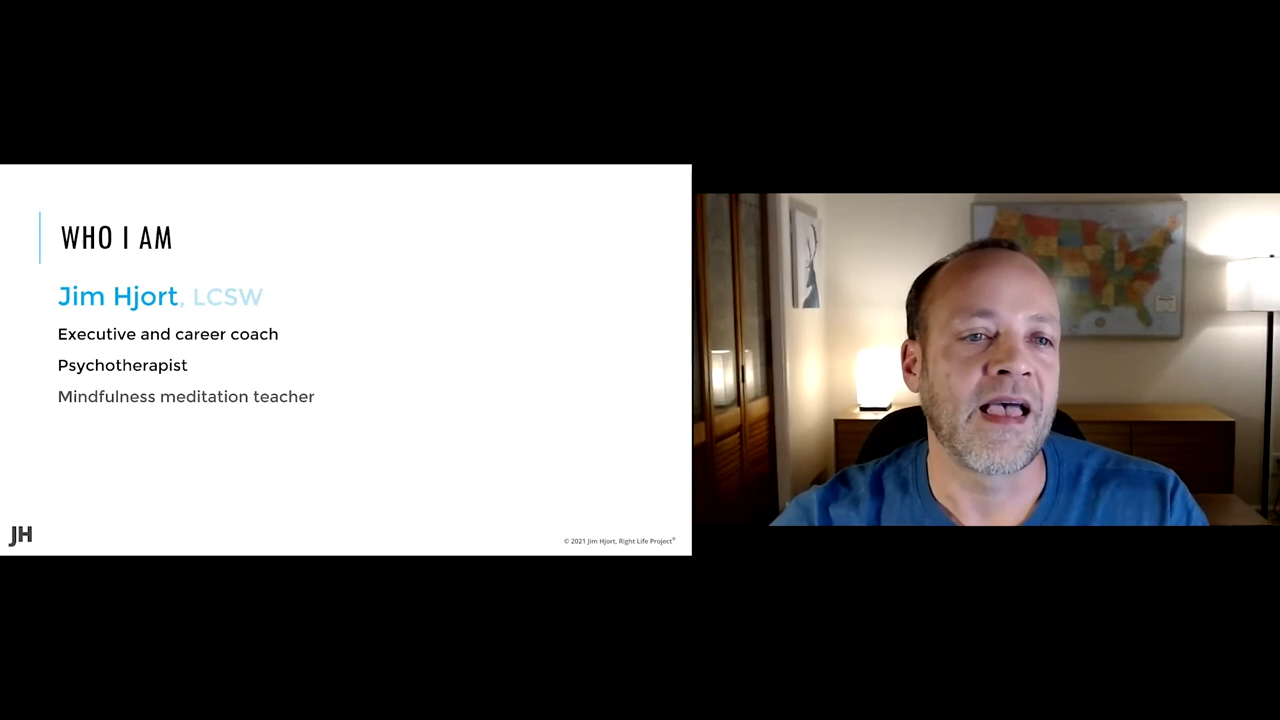 WHO I AM
Jim Hjort, LCSW
Executive and career coach
Psychotherapist
Mindfulness meditation teacher
JH
© 2021 Jim Hjort, Right Life Project®